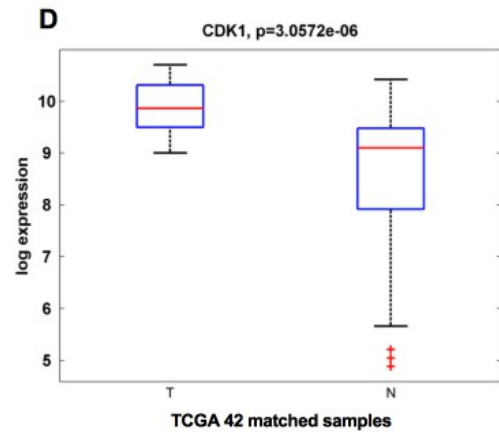 D
CDK1, p=3.0572e-06
log expression
10
9
8
7
6
5
T N
TCGA 42 matched samples